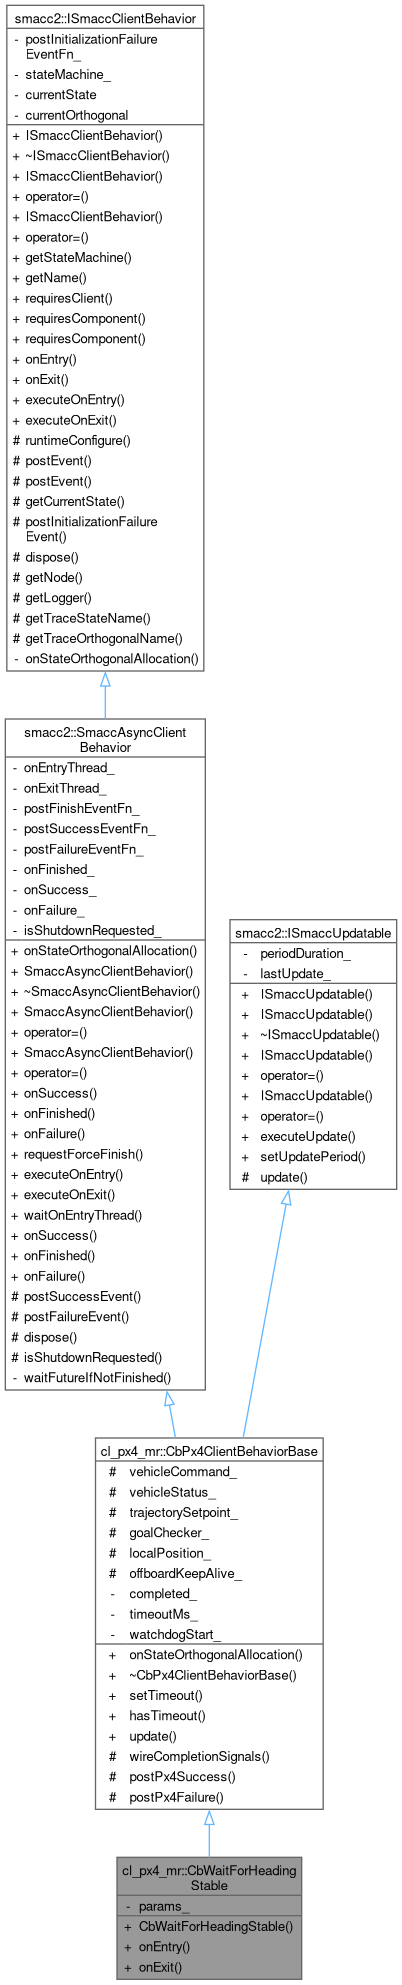 smacc2::ISmaccClientBehavior
- postInitializationFailure
EventFn_
- stateMachine_
- currentState
- currentOrthogonal
+ ISmaccClientBehavior()
+ ~ISmaccClientBehavior()
+ ISmaccClientBehavior()
+ operator=()
+ ISmaccClientBehavior()
+ operator=()
+ getStateMachine()
+ getName()
+ requiresClient()
+ requiresComponent()
+ requiresComponent()
+ onEntry()
+ onExit()
+ executeOnEntry()
+ executeOnExit()
# runtimeConfigure()
# postEvent()
# postEvent()
# getCurrentState()
# postInitializationFailure
Event()
# dispose()
# getNode()
# getLogger()
# getTraceStateName()
# getTraceOrthogonalName()
- onStateOrthogonalAllocation()
smacc2::SmaccAsyncClient
Behavior
- onEntryThread_
- onExitThread_
- postFinishEventFn_
- postSuccessEventFn_
- postFailureEventFn_
- onFinished_
- onSuccess_
- onFailure_
- isShutdownRequested_
+ onStateOrthogonalAllocation()
+ SmaccAsyncClientBehavior()
+ ~SmaccAsyncClientBehavior()
+ SmaccAsyncClientBehavior()
+ operator=()
+ SmaccAsyncClientBehavior()
+ operator=()
+ onSuccess()
+ onFinished()
+ onFailure()
+ requestForceFinish()
+ executeOnEntry()
+ executeOnExit()
+ waitOnEntryThread()
+ onSuccess()
+ onFinished()
+ onFailure()
# postSuccessEvent()
# postFailureEvent()
# dispose()
# isShutdownRequested()
- waitFutureIfNotFinished()
smacc2::ISmaccUpdatable
- periodDuration_
- lastUpdate_
+ ISmaccUpdatable()
+ ISmaccUpdatable()
+ ~ISmaccUpdatable()
+ ISmaccUpdatable()
+ operator=()
+ ISmaccUpdatable()
+ operator=()
+ executeUpdate()
+ setUpdatePeriod()
# update()
cl_px4_mr::CbPx4ClientBehaviorBase
# vehicleCommand_
# vehicleStatus_
# trajectorySetpoint_
# goalChecker_
# localPosition_
# offboardKeepAlive_
- completed_
- timeoutMs_
- watchdogStart_
+ onStateOrthogonalAllocation()
+ ~CbPx4ClientBehaviorBase()
+ setTimeout()
+ hasTimeout()
+ update()
# wireCompletionSignals()
# postPx4Success()
# postPx4Failure()
cl_px4_mr::CbWaitForHeading
Stable
- params_
+ CbWaitForHeadingStable()
+ onEntry()
+ onExit()